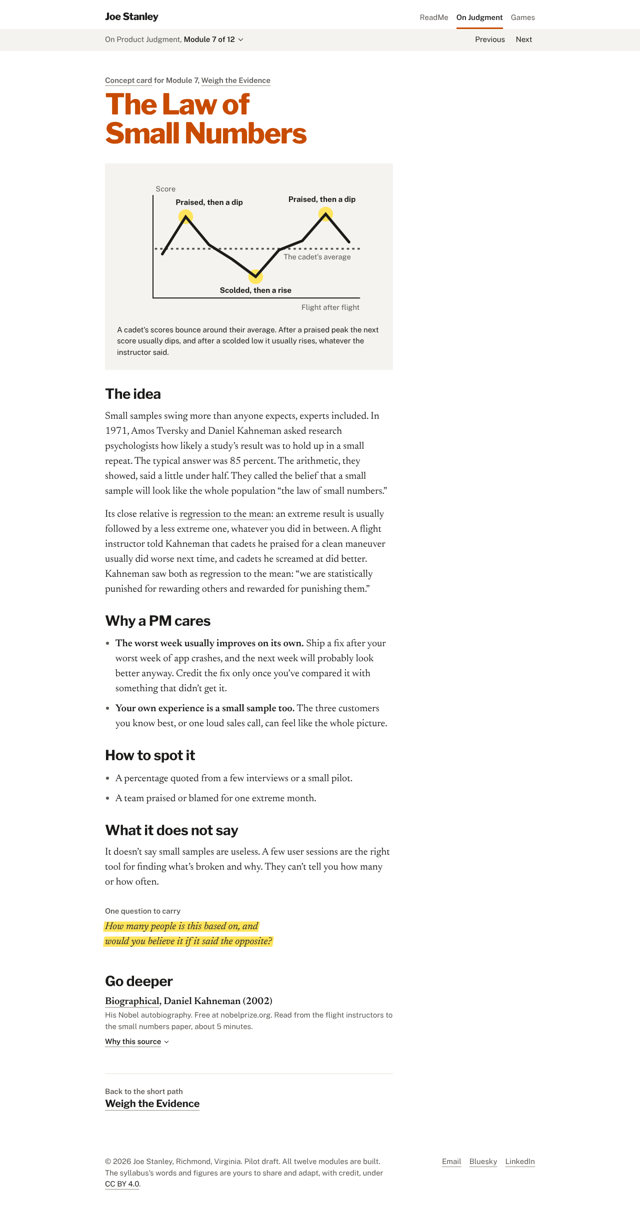 Joe Stanley
ReadMe On Judgment Games
On Product Judgment, Module 7 of 12
Previous Next
Concept card for Module 7, Weigh the Evidence
The Law of
Small Numbers
Score
Praised, then a dip
Praised, then a dip
The cadet's average
Scolded, then a rise
Flight after flight
A cadet's scores bounce around their average. After a praised peak the next
score usually dips, and after a scolded low it usually rises, whatever the
instructor said.
The idea
Small samples swing more than anyone expects, experts included. In
1971, Amos Tversky and Daniel Kahneman asked research
psychologists how likely a study’s result was to hold up in a small
repeat. The typical answer was 85 percent. The arithmetic, they
showed, said a little under half. They called the belief that a small
sample will look like the whole population “the law of small numbers.”
Its close relative is regression to the mean: an extreme result is usually
followed by a less extreme one, whatever you did in between. A flight
instructor told Kahneman that cadets he praised for a clean maneuver
usually did worse next time, and cadets he screamed at did better.
Kahneman saw both as regression to the mean: “we are statistically
punished for rewarding others and rewarded for punishing them.”
Why a PM cares
• The worst week usually improves on its own. Ship a fix after your
worst week of app crashes, and the next week will probably look
better anyway. Credit the fix only once you’ve compared it with
something that didn’t get it.
• Your own experience is a small sample too. The three customers
you know best, or one loud sales call, can feel like the whole picture.
How to spot it
• A percentage quoted from a few interviews or a small pilot.
• A team praised or blamed for one extreme month.
What it does not say
It doesn’t say small samples are useless. A few user sessions are the right
tool for finding what’s broken and why. They can’t tell you how many
or how often.
One question to carry
How many people is this based on, and
would you believe it if it said the opposite?
Go deeper
Biographical, Daniel Kahneman (2002)
His Nobel autobiography. Free at nobelprize.org. Read from the flight instructors to
the small numbers paper, about 5 minutes.
Why this source
Back to the short path
Weigh the Evidence
© 2026 Joe Stanley, Richmond, Virginia. Pilot draft. All twelve modules are built.
The syllabus’s words and figures are yours to share and adapt, with credit, under
CC BY 4.0.
Email Bluesky LinkedIn